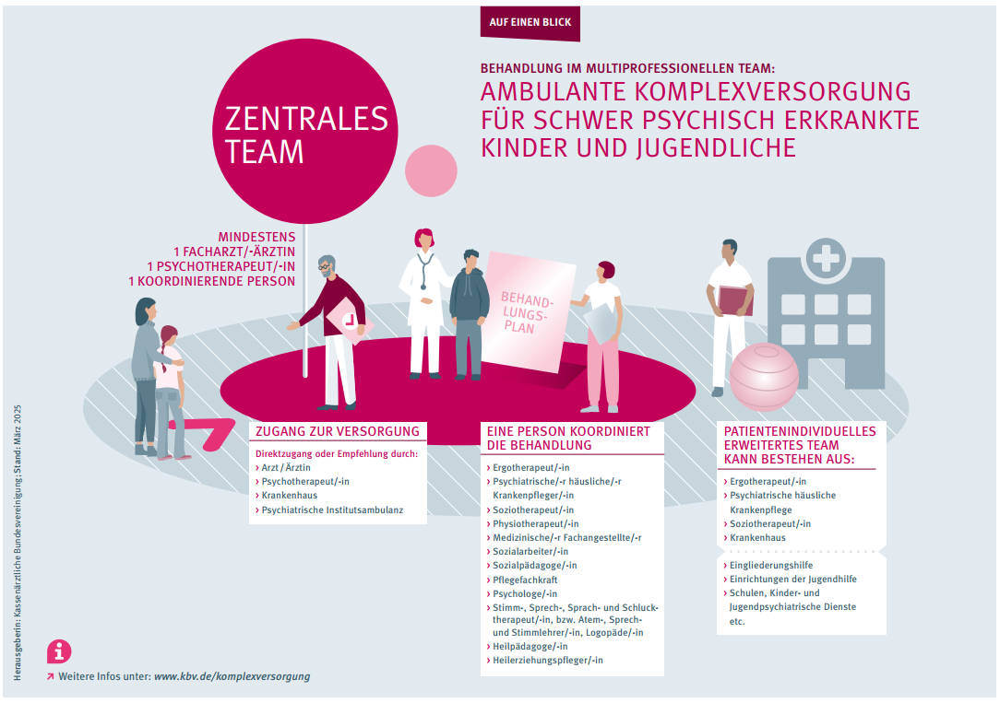 AUF EINEN BLICK
BEHANDLUNG IM MULTIPROFESSIONELLEN TEAM:
AMBULANTE KOMPLEXVERSORGUNG
FÜR SCHWER PSYCHISCH ERKRANKTE
KINDER UND JUGENDLICHE
ZENTRALES
TEAM
MINDESTENS
1 FACHARZT/-ÄRZTIN
1 PSYCHOTHERAPEUT/-IN
1 KOORDINIERENDE PERSON
BEHAND-
LUNGS-
PLAN
ZUGANG ZUR VERSORGUNG
Direktzugang oder Empfehlung durch:
› Arzt / Ärztin
› Psychotherapeut/-in
› Krankenhaus
› Psychiatrische Institutsambulanz
EINE PERSON KOORDINIERT
DIE BEHANDLUNG
› Ergotherapeut/-in
› Psychiatrische/-r häusliche/-r
Krankenpfleger/-in
› Soziotherapeut/-in
› Physiotherapeut/-in
› Medizinische/-r Fachangestellte/-r
› Sozialarbeiter/-in
› Sozialpädagoge/-in
› Pflegefachkraft
› Psychologe/-in
› Stimm-, Sprech-, Sprach- und Schluck-
therapeut/-in, bzw. Atem-, Sprech-
und Stimmlehrer/-in, Logopäde/-in
› Heilpädagoge/-in
› Heilerziehungspfleger/-in
PATIENTENINDIVIDUELLES
ERWEITERTES TEAM
KANN BESTEHEN AUS:
› Ergotherapeut/-in
› Psychiatrische häusliche
Krankenpflege
› Soziotherapeut/-in
› Krankenhaus
› Eingliederungshilfe
› Einrichtungen der Jugendhilfe
› Schulen, Kinder- und
Jugendpsychiatrische Dienste
etc.
Herausgeberin: Kassenärztliche Bundesvereinigung; Stand: März 2025
Weitere Infos unter: www.kbv.de/komplexversorgung